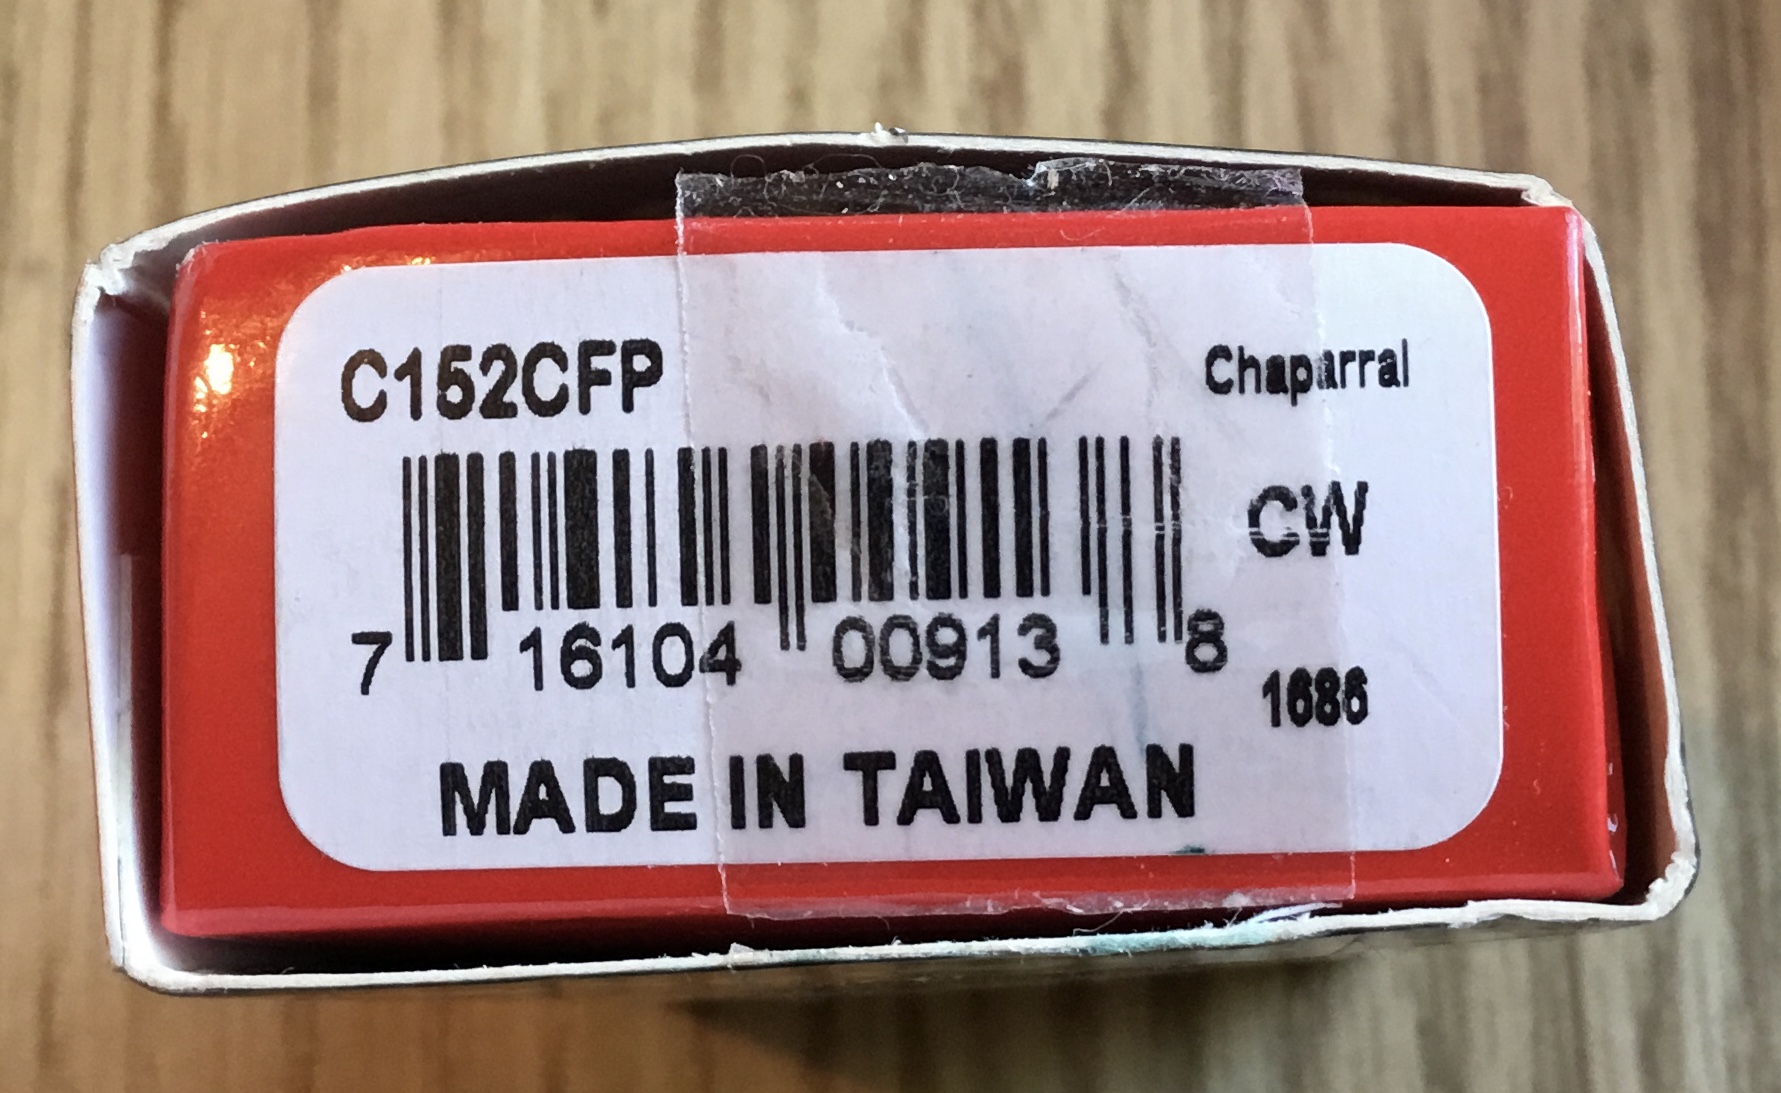 C152CFP
Chaparral
CW
7 16104 00913 8
1686
MADE IN TAIWAN